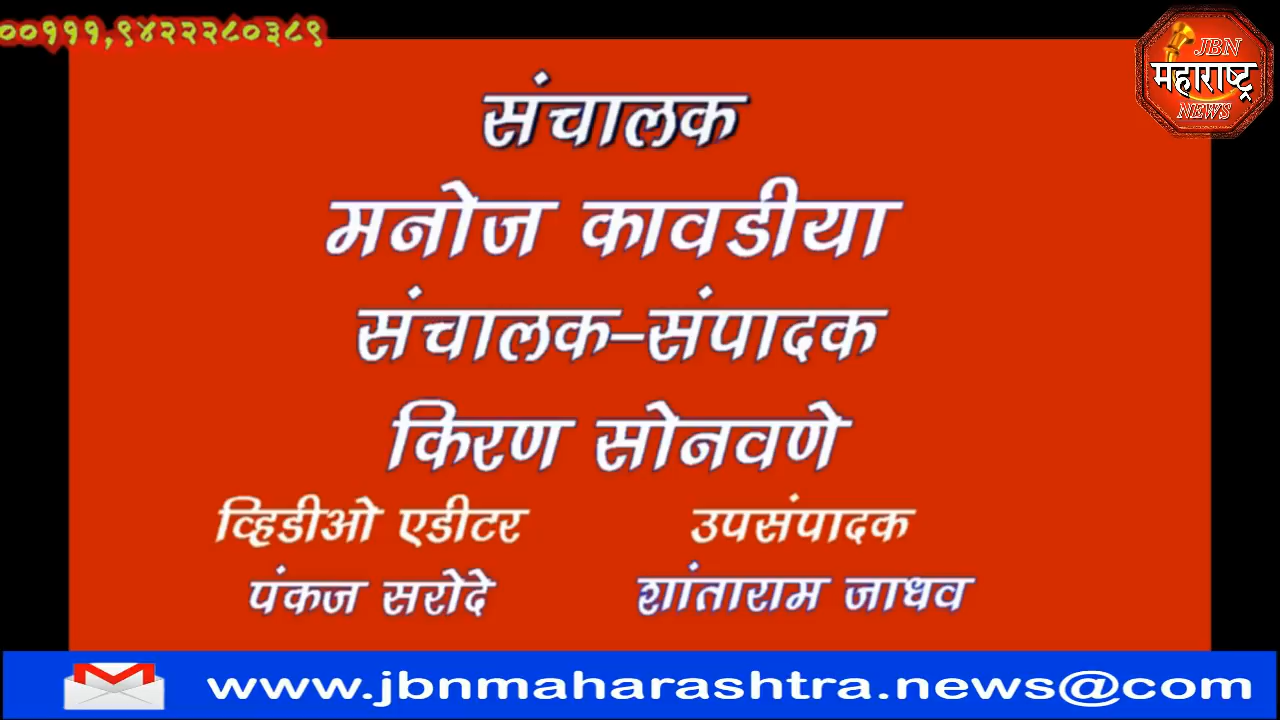 ००१११,९४२२२८०३८९
JBN
महाराष्ट्र
NEWS
संचालक
मनोज कावडीया
संचालक-संपादक
किरण सोनवणे
व्हिडीओ एडीटर उपसंपादक
पंकज सरोदे शांताराम जाधव
www.jbnmaharashtra.news@com